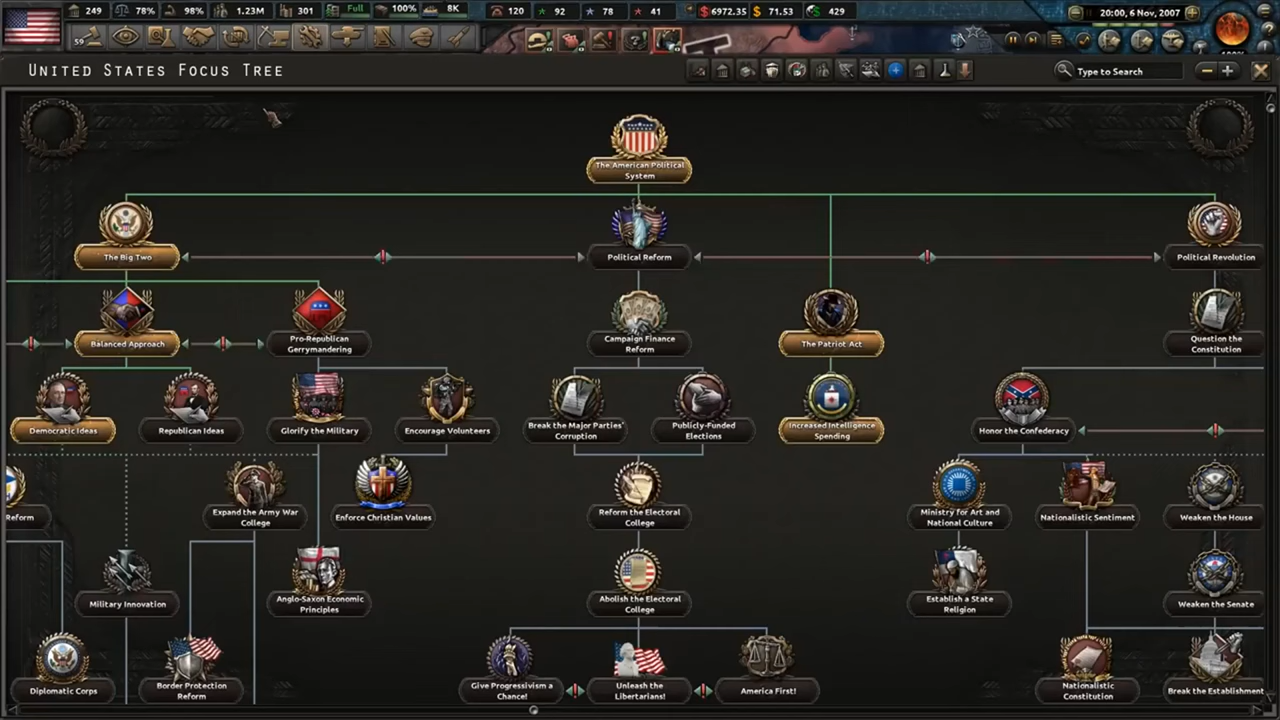 249 78% 98% 1.23M 301 Full 100% 8K 120 92 78 41 $6972.35 $71.53 429 20:00, 6 Nov, 2007
59
United States Focus Tree
Type to Search
The American Political
System
The Big Two
Political Reform
Political Revolution
Balanced Approach
Pro-Republican
Gerrymandering
Campaign Finance
Reform
The Patriot Act
Question the
Constitution
Democratic Ideas
Republican Ideas
Glorify the Military
Encourage Volunteers
Break the Major Parties'
Corruption
Publicly-Funded
Elections
Increased Intelligence
Spending
Honor the Confederacy
Reform
Expand the Army War
College
Enforce Christian Values
Reform the Electoral
College
Ministry for Art and
National Culture
Nationalistic Sentiment
Weaken the House
Military Innovation
Anglo-Saxon Economic
Principles
Abolish the Electoral
College
Establish a State
Religion
Weaken the Senate
Diplomatic Corps
Border Protection
Reform
Give Progressivism a
Chance!
Unleash the
Libertarians!
America First!
Nationalistic
Constitution
Break the Establishment